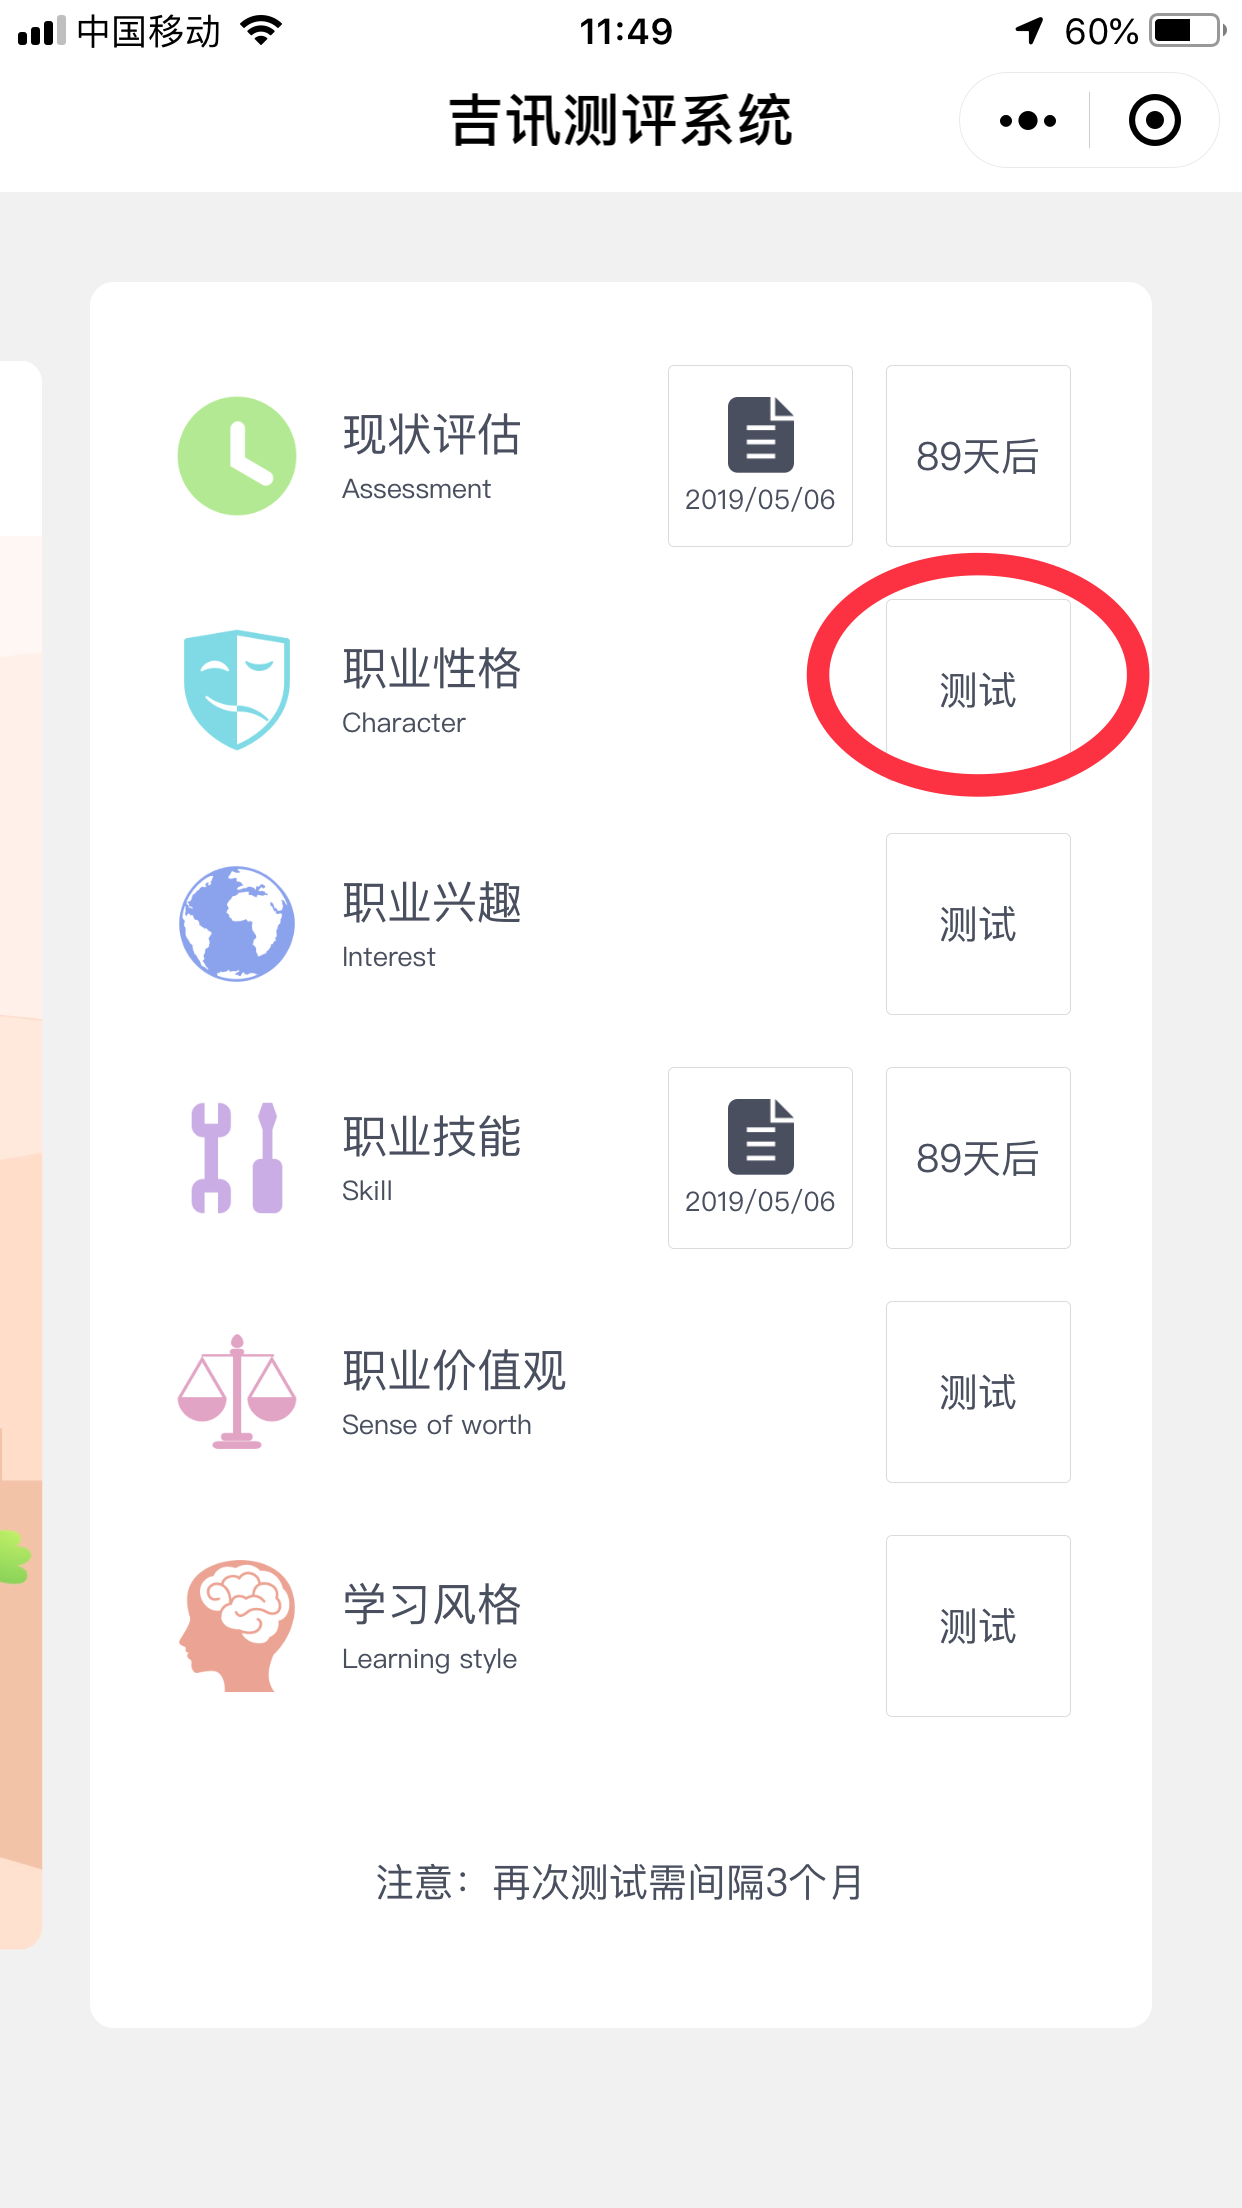 中国移动 11:49 60%
吉讯测评系统
现状评估
Assessment
2019/05/06
89天后
职业性格
Character
测试
职业兴趣
Interest
测试
职业技能
Skill
2019/05/06
89天后
职业价值观
Sense of worth
测试
学习风格
Learning style
测试
注意：再次测试需间隔3个月